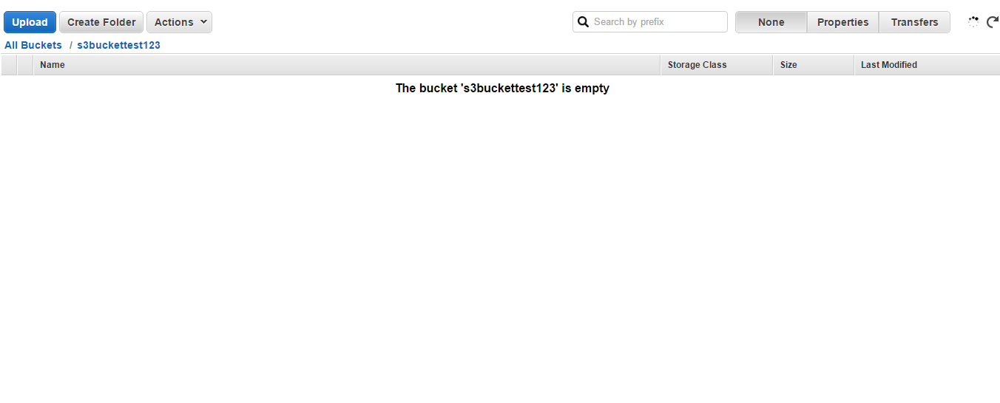 Upload Create Folder Actions Search by prefix None Properties Transfers
All Buckets / s3buckettest123
Name Storage Class Size Last Modified
The bucket 's3buckettest123' is empty